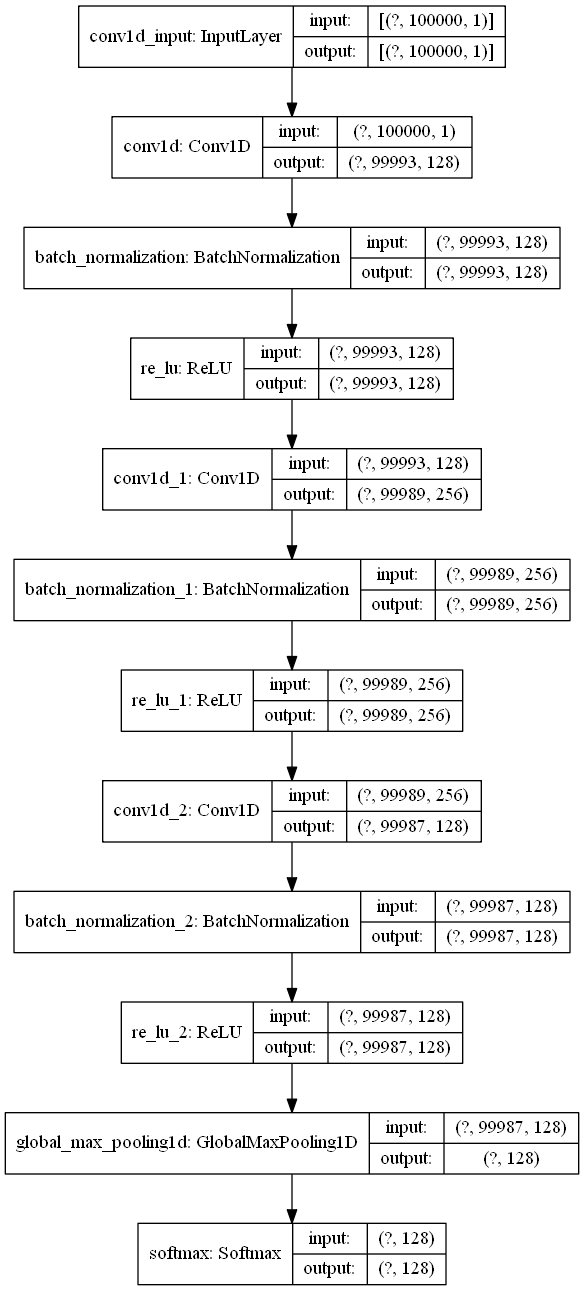 conv1d_input: InputLayer
input: [(?, 100000, 1)]
output: [(?, 100000, 1)]
conv1d: Conv1D
input: (?, 100000, 1)
output: (?, 99993, 128)
batch_normalization: BatchNormalization
input: (?, 99993, 128)
output: (?, 99993, 128)
re_lu: ReLU
input: (?, 99993, 128)
output: (?, 99993, 128)
conv1d_1: Conv1D
input: (?, 99993, 128)
output: (?, 99989, 256)
batch_normalization_1: BatchNormalization
input: (?, 99989, 256)
output: (?, 99989, 256)
re_lu_1: ReLU
input: (?, 99989, 256)
output: (?, 99989, 256)
conv1d_2: Conv1D
input: (?, 99989, 256)
output: (?, 99987, 128)
batch_normalization_2: BatchNormalization
input: (?, 99987, 128)
output: (?, 99987, 128)
re_lu_2: ReLU
input: (?, 99987, 128)
output: (?, 99987, 128)
global_max_pooling1d: GlobalMaxPooling1D
input: (?, 99987, 128)
output: (?, 128)
softmax: Softmax
input: (?, 128)
output: (?, 128)